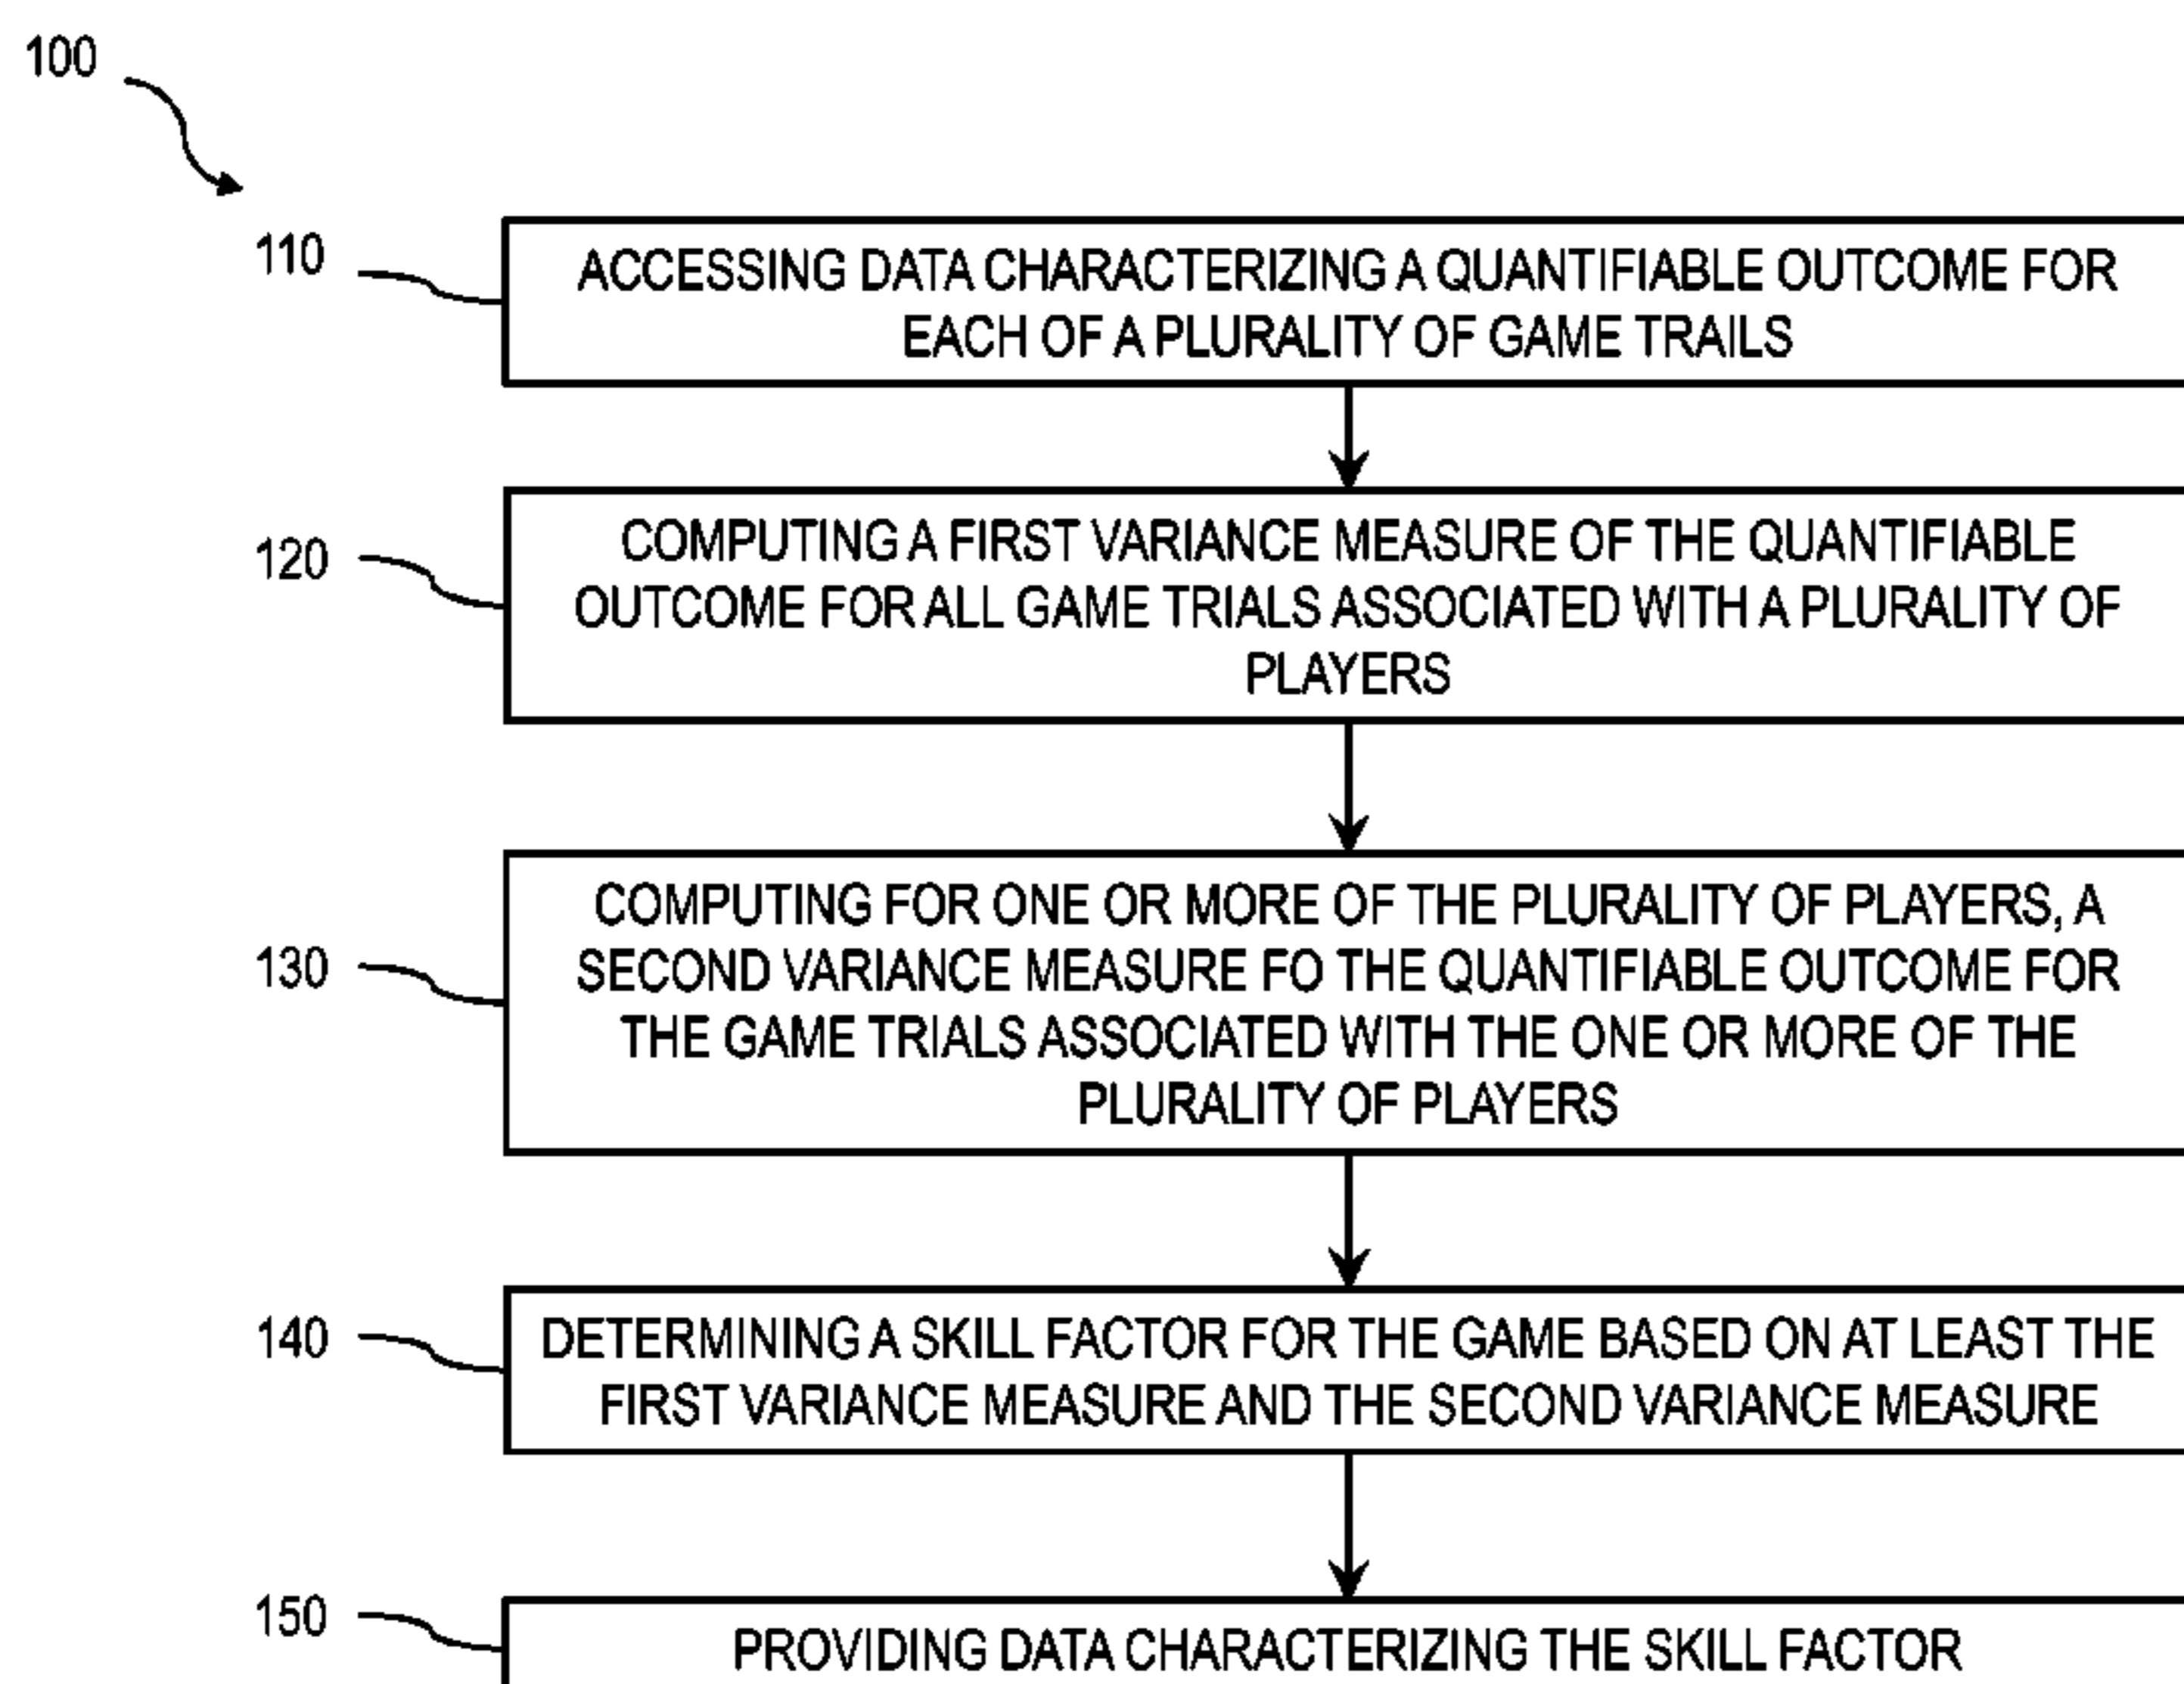 100
110
ACCESSING DATA CHARACTERIZING A QUANTIFIABLE OUTCOME FOR
EACH OF A PLURALITY OF GAME TRAILS
120
COMPUTING A FIRST VARIANCE MEASURE OF THE QUANTIFIABLE
OUTCOME FOR ALL GAME TRIALS ASSOCIATED WITH A PLURALITY OF
PLAYERS
130
COMPUTING FOR ONE OR MORE OF THE PLURALITY OF PLAYERS, A
SECOND VARIANCE MEASURE FO THE QUANTIFIABLE OUTCOME FOR
THE GAME TRIALS ASSOCIATED WITH THE ONE OR MORE OF THE
PLURALITY OF PLAYERS
140
DETERMINING A SKILL FACTOR FOR THE GAME BASED ON AT LEAST THE
FIRST VARIANCE MEASURE AND THE SECOND VARIANCE MEASURE
150
PROVIDING DATA CHARACTERIZING THE SKILL FACTOR